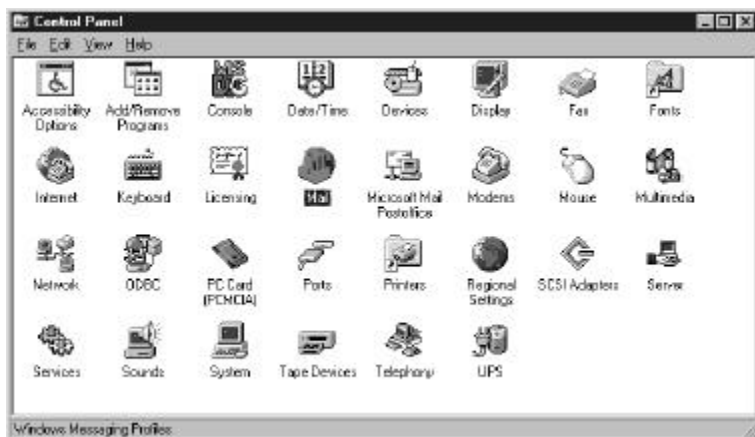 Control Panel
File Edit View Help
Accessibility Options
Add/Remove Programs
Console
Date/Time
Devices
Display
Fax
Fonts
Internet
Keyboard
Licensing
Mail
Microsoft Mail Postoffice
Modems
Mouse
Multimedia
Network
ODBC
PC Card (PCMCIA)
Ports
Printers
Regional Settings
SCSI Adapters
Server
Services
Sounds
System
Tape Devices
Telephony
UPS
Windows Messaging Profiles